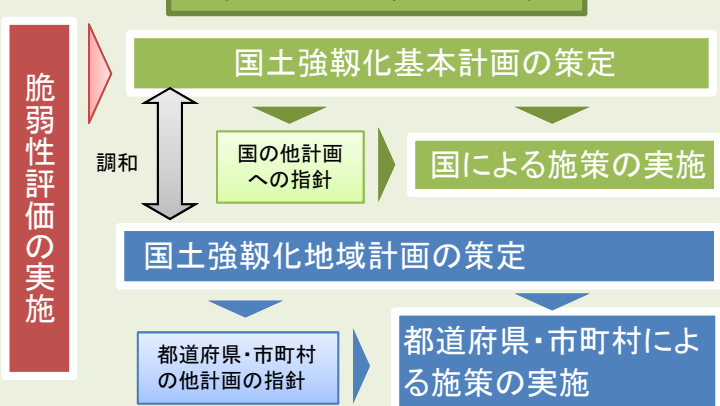 脆弱性評価の実施
国土強靱化基本計画の策定
調和
国の他計画
への指針
国による施策の実施
国土強靱化地域計画の策定
都道府県・市町村
の他計画の指針
都道府県・市町村によ
る施策の実施